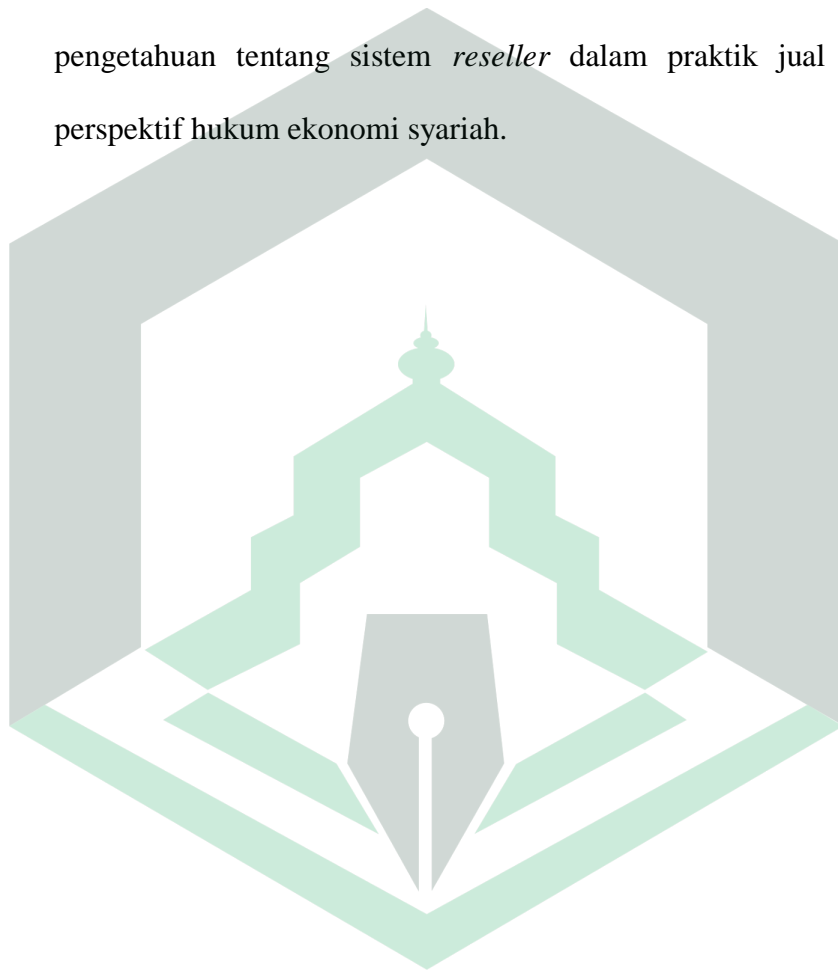 pengetahuan tentang sistem reseller dalam praktik jual
perspektif hukum ekonomi syariah.